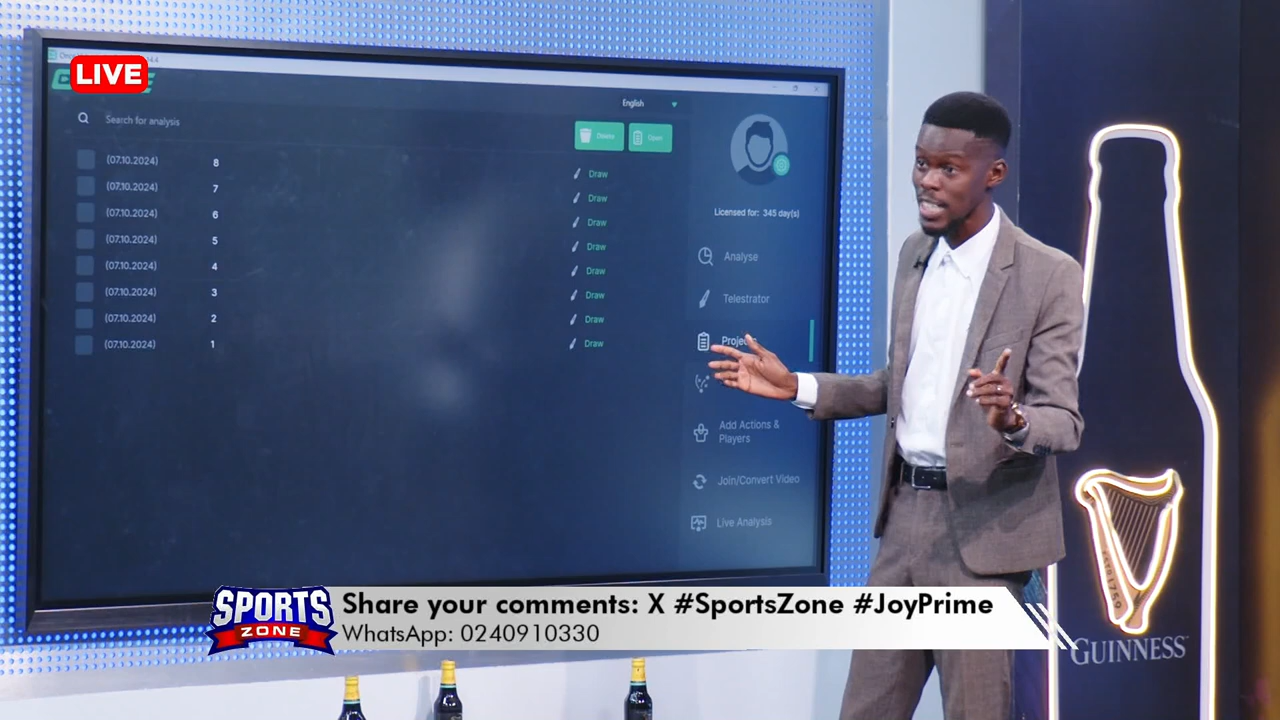 LIVE
English
Search for analysis
Delete
Open
(07.10.2024) 8 Draw
(07.10.2024) 7 Draw
(07.10.2024) 6 Draw
(07.10.2024) 5 Draw
(07.10.2024) 4 Draw
(07.10.2024) 3 Draw
(07.10.2024) 2 Draw
(07.10.2024) 1 Draw
Licensed for: 345 day(s)
Analyse
Telestrator
Projec
Add Actions &
Players
Join/Convert Video
Live Analysis
SPORTS
ZONE
Share your comments: X #SportsZone #JoyPrime
WhatsApp: 0240910330
ESTD 1759
GUINNESS